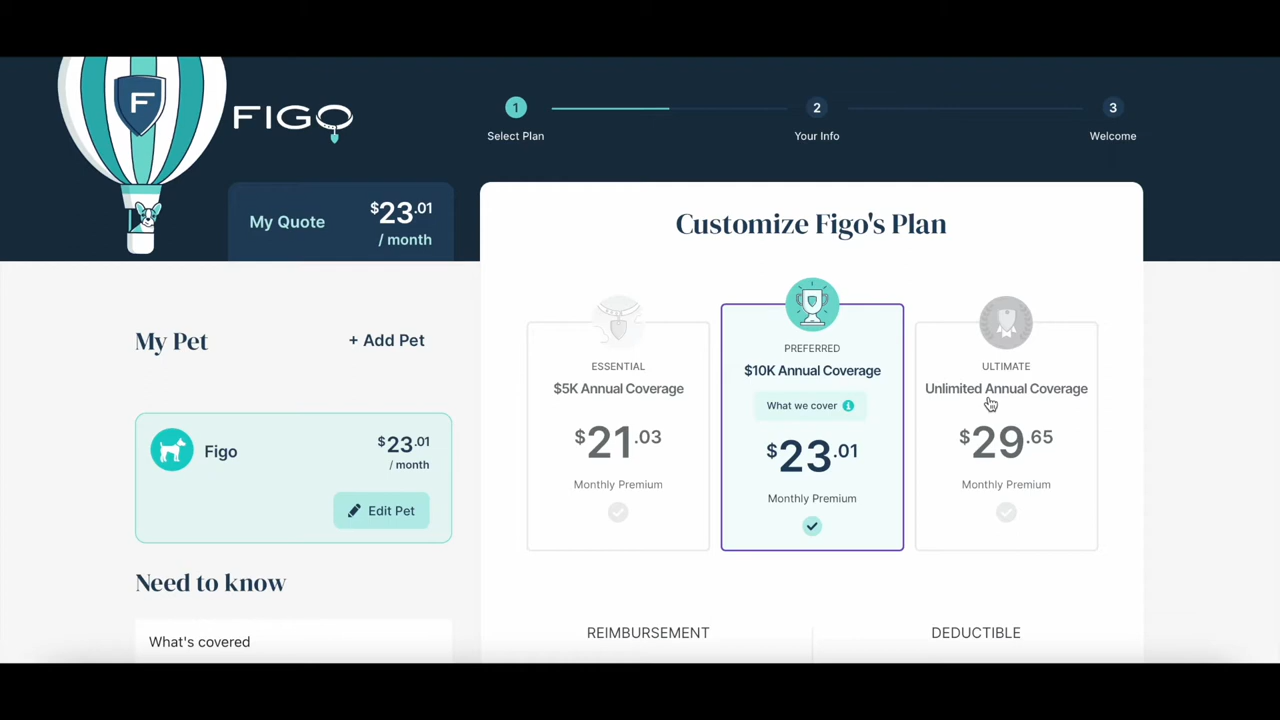 F
FIGO
1
Select Plan
2
Your Info
3
Welcome
My Quote
$23.01
/ month
My Pet
+ Add Pet
Figo
$23.01
/ month
Edit Pet
Need to know
What's covered
Customize Figo's Plan
ESSENTIAL
$5K Annual Coverage
$21.03
Monthly Premium
PREFERRED
$10K Annual Coverage
What we cover i
$23.01
Monthly Premium
ULTIMATE
Unlimited Annual Coverage
$29.65
Monthly Premium
REIMBURSEMENT
DEDUCTIBLE